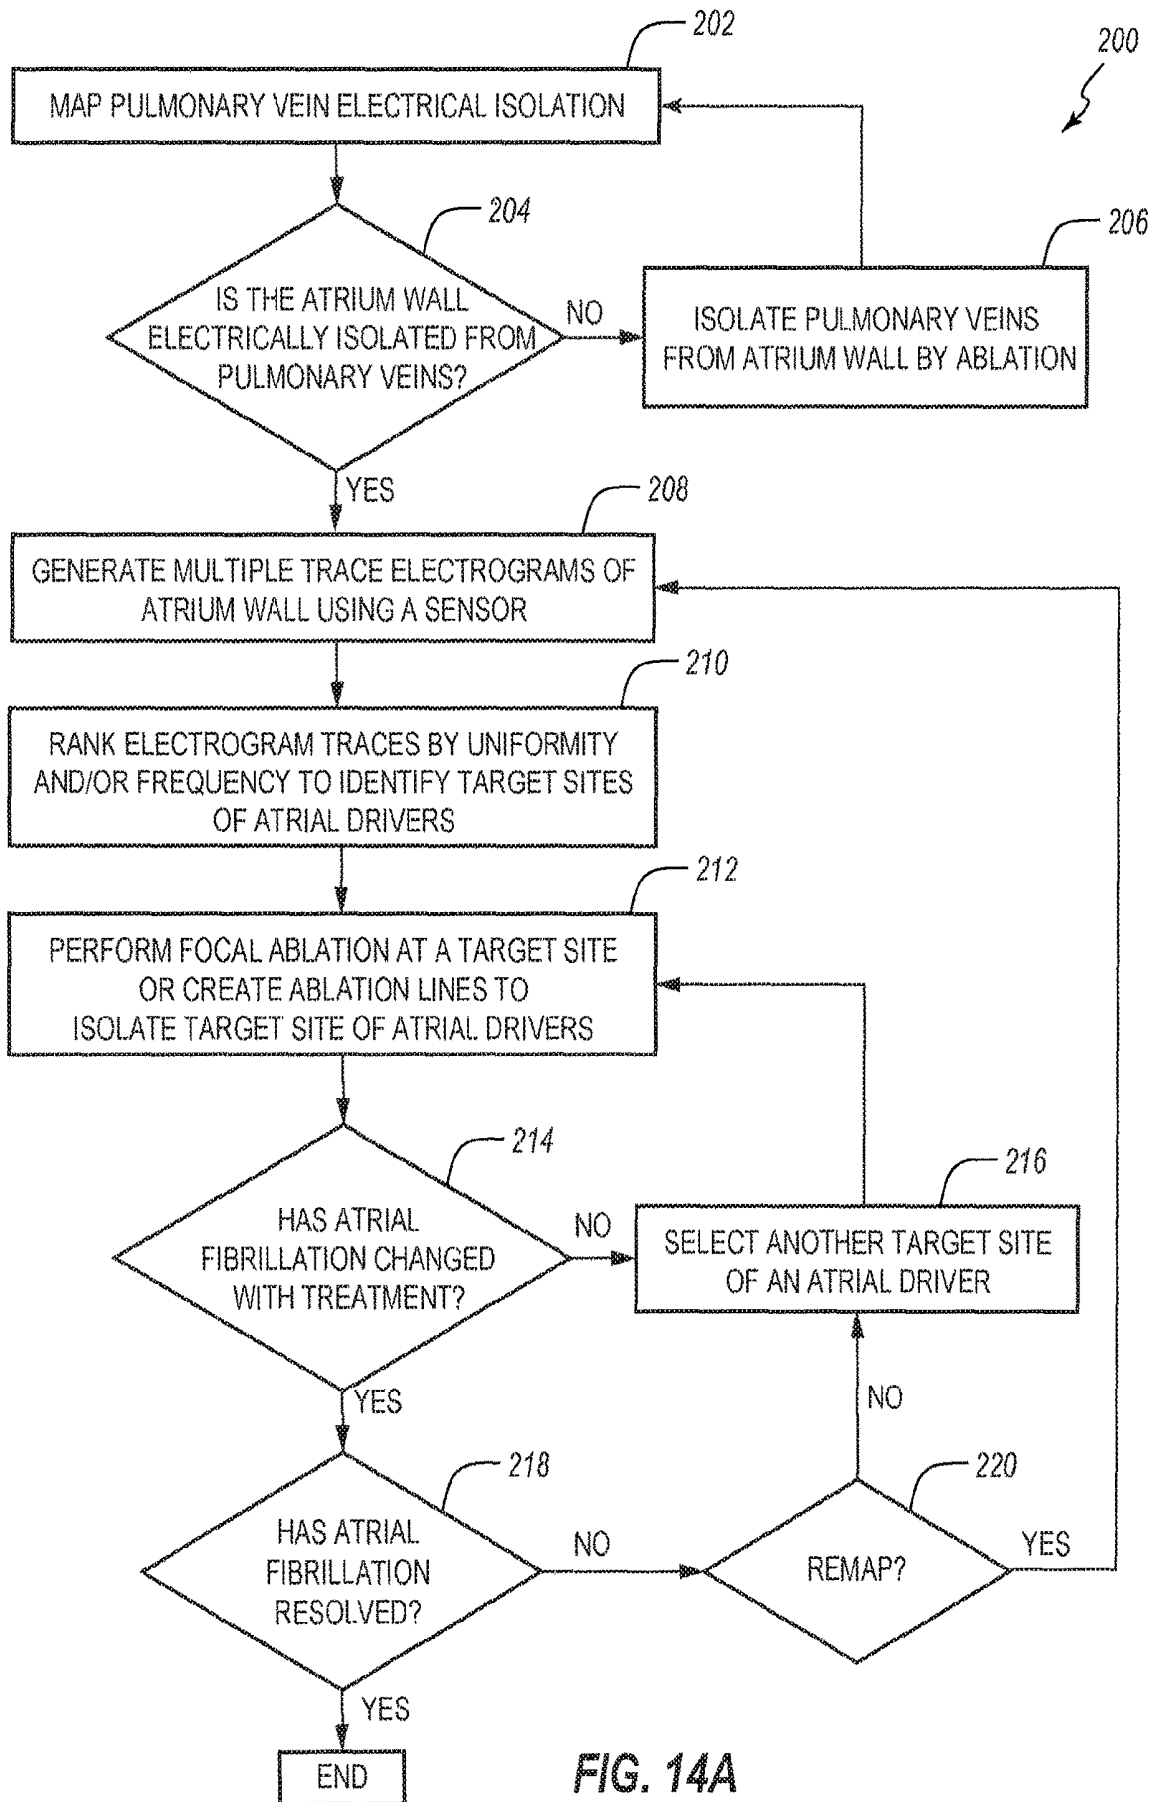 202
200
MAP PULMONARY VEIN ELECTRICAL ISOLATION
204
206
IS THE ATRIUM WALL
ELECTRICALLY ISOLATED FROM
PULMONARY VEINS?
NO
ISOLATE PULMONARY VEINS
FROM ATRIUM WALL BY ABLATION
YES
208
GENERATE MULTIPLE TRACE ELECTROGRAMS OF
ATRIUM WALL USING A SENSOR
210
RANK ELECTROGRAM TRACES BY UNIFORMITY
AND/OR FREQUENCY TO IDENTIFY TARGET SITES
OF ATRIAL DRIVERS
212
PERFORM FOCAL ABLATION AT A TARGET SITE
OR CREATE ABLATION LINES TO
ISOLATE TARGET SITE OF ATRIAL DRIVERS
214
216
HAS ATRIAL
FIBRILLATION CHANGED
WITH TREATMENT?
NO
SELECT ANOTHER TARGET SITE
OF AN ATRIAL DRIVER
YES
NO
218
220
HAS ATRIAL
FIBRILLATION
RESOLVED?
NO
REMAP?
YES
YES
END
FIG. 14A